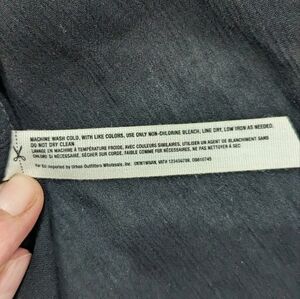 MACHINE WASH COLD, WITH LIKE COLORS, USE ONLY NON-CHLORINE BLEACH, LINE DRY, LOW IRON AS NEEDED,
DO NOT DRY CLEAN
LAVAGE EN MACHINE À TEMPÉRATURE FROIDE, AVEC COULEURS SIMILAIRES, UTILISER UN AGENT DE BLANCHIMENT SANS
CHLORE SI NÉCESSAIRE, SÉCHER SUR CORDE, FAIBLE COMME FER NÉCESSAIRES, NE PAS NETTOYER À SEC
For Exl Imported by Urban Outfitters Wholesale, Inc.